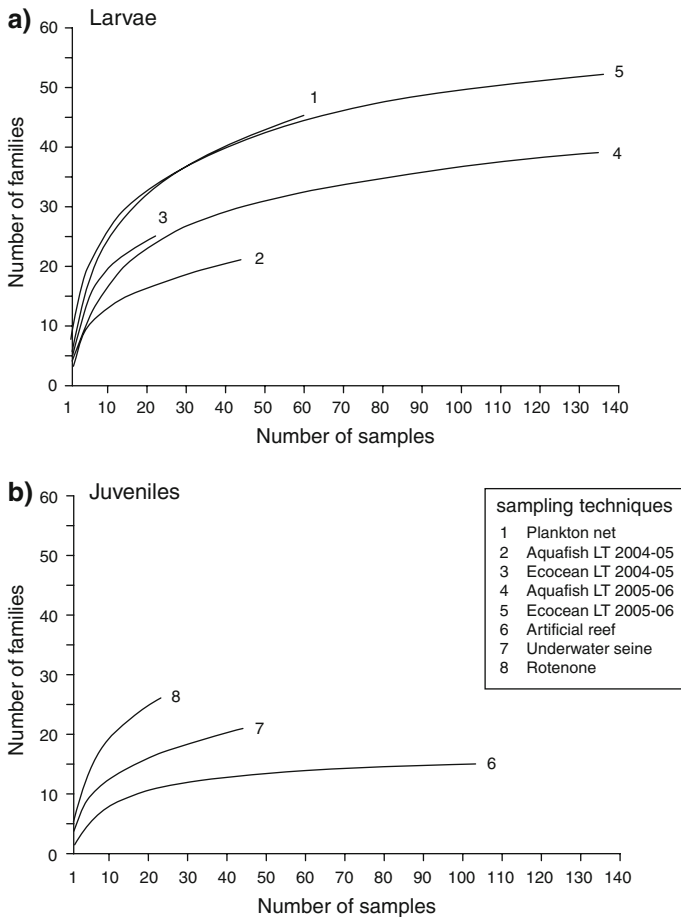 a) Larvae
Number of families
60
50
40
30
20
10
0
1
5
3
4
2
1 10 20 30 40 50 60 70 80 90 100 110 120 130 140
Number of samples
b) Juveniles
Number of families
60
50
40
30
20
10
0
8
7
6
1 10 20 30 40 50 60 70 80 90 100 110 120 130 140
Number of samples
sampling techniques
1 Plankton net
2 Aquafish LT 2004-05
3 Ecocean LT 2004-05
4 Aquafish LT 2005-06
5 Ecocean LT 2005-06
6 Artificial reef
7 Underwater seine
8 Rotenone